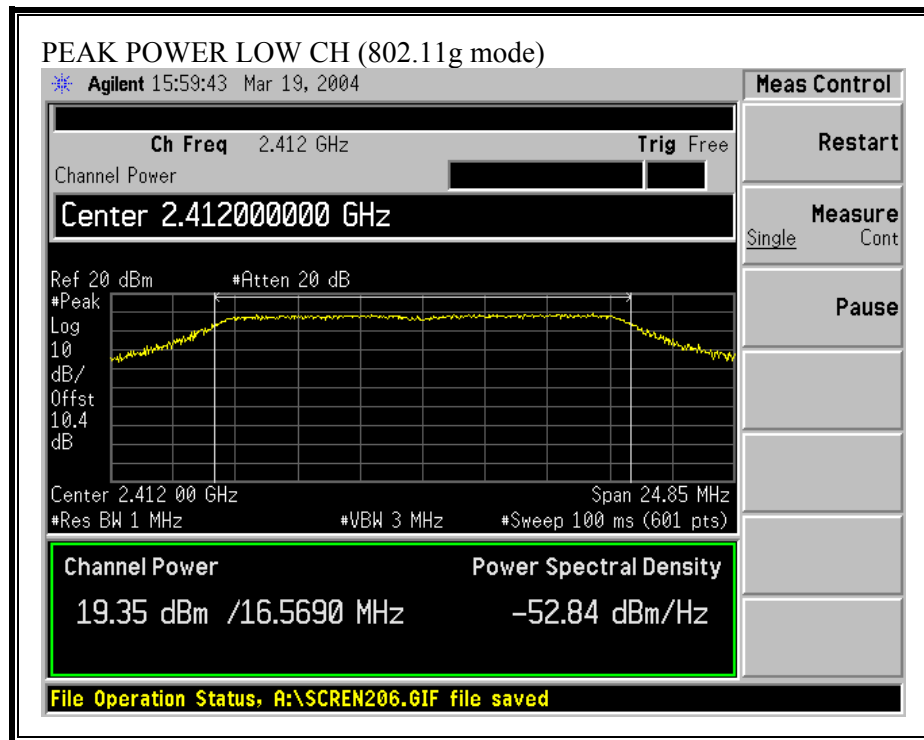 PEAK POWER LOW CH (802.11g mode)
Agilent 15:59:43 Mar 19, 2004
Meas Control
Ch Freq 2.412 GHz Trig Free
Restart
Channel Power
Center 2.412000000 GHz
Measure
Single Cont
Ref 20 dBm #Atten 20 dB
Pause
#Peak
Log
10
dB/
Offst
10.4
dB
Center 2.412 00 GHz Span 24.85 MHz
#Res BW 1 MHz #VBW 3 MHz #Sweep 100 ms (601 pts)
Channel Power Power Spectral Density
19.35 dBm /16.5690 MHz -52.84 dBm/Hz
File Operation Status, A:\SCREN206.GIF file saved